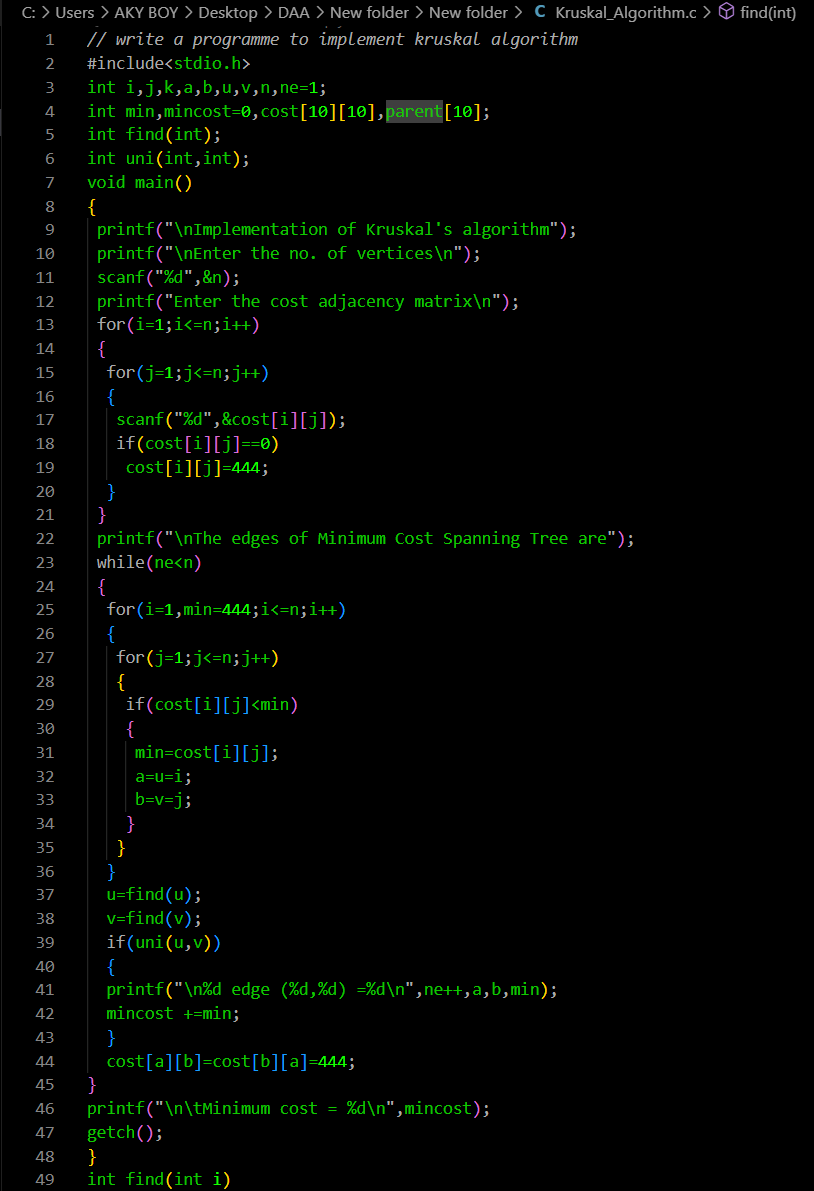 C: > Users > AKY BOY > Desktop > DAA > New folder > New folder > C Kruskal_Algorithm.c > find(int)
1 // write a programme to implement kruskal algorithm
2 #include<stdio.h>
3 int i,j,k,a,b,u,v,n,ne=1;
4 int min,mincost=0,cost[10][10],parent[10];
5 int find(int);
6 int uni(int,int);
7 void main()
8 {
9  printf("\nImplementation of Kruskal's algorithm");
10  printf("\nEnter the no. of vertices\n");
11  scanf("%d",&n);
12  printf("Enter the cost adjacency matrix\n");
13  for(i=1;i<=n;i++)
14  {
15   for(j=1;j<=n;j++)
16   {
17    scanf("%d",&cost[i][j]);
18    if(cost[i][j]==0)
19     cost[i][j]=444;
20   }
21  }
22  printf("\nThe edges of Minimum Cost Spanning Tree are");
23  while(ne<n)
24  {
25   for(i=1,min=444;i<=n;i++)
26   {
27    for(j=1;j<=n;j++)
28    {
29     if(cost[i][j]<min)
30     {
31      min=cost[i][j];
32      a=u=i;
33      b=v=j;
34     }
35    }
36   }
37   u=find(u);
38   v=find(v);
39   if(uni(u,v))
40   {
41   printf("\n%d edge (%d,%d) =%d\n",ne++,a,b,min);
42   mincost +=min;
43   }
44   cost[a][b]=cost[b][a]=444;
45 }
46 printf("\n\tMinimum cost = %d\n",mincost);
47 getch();
48 }
49 int find(int i)